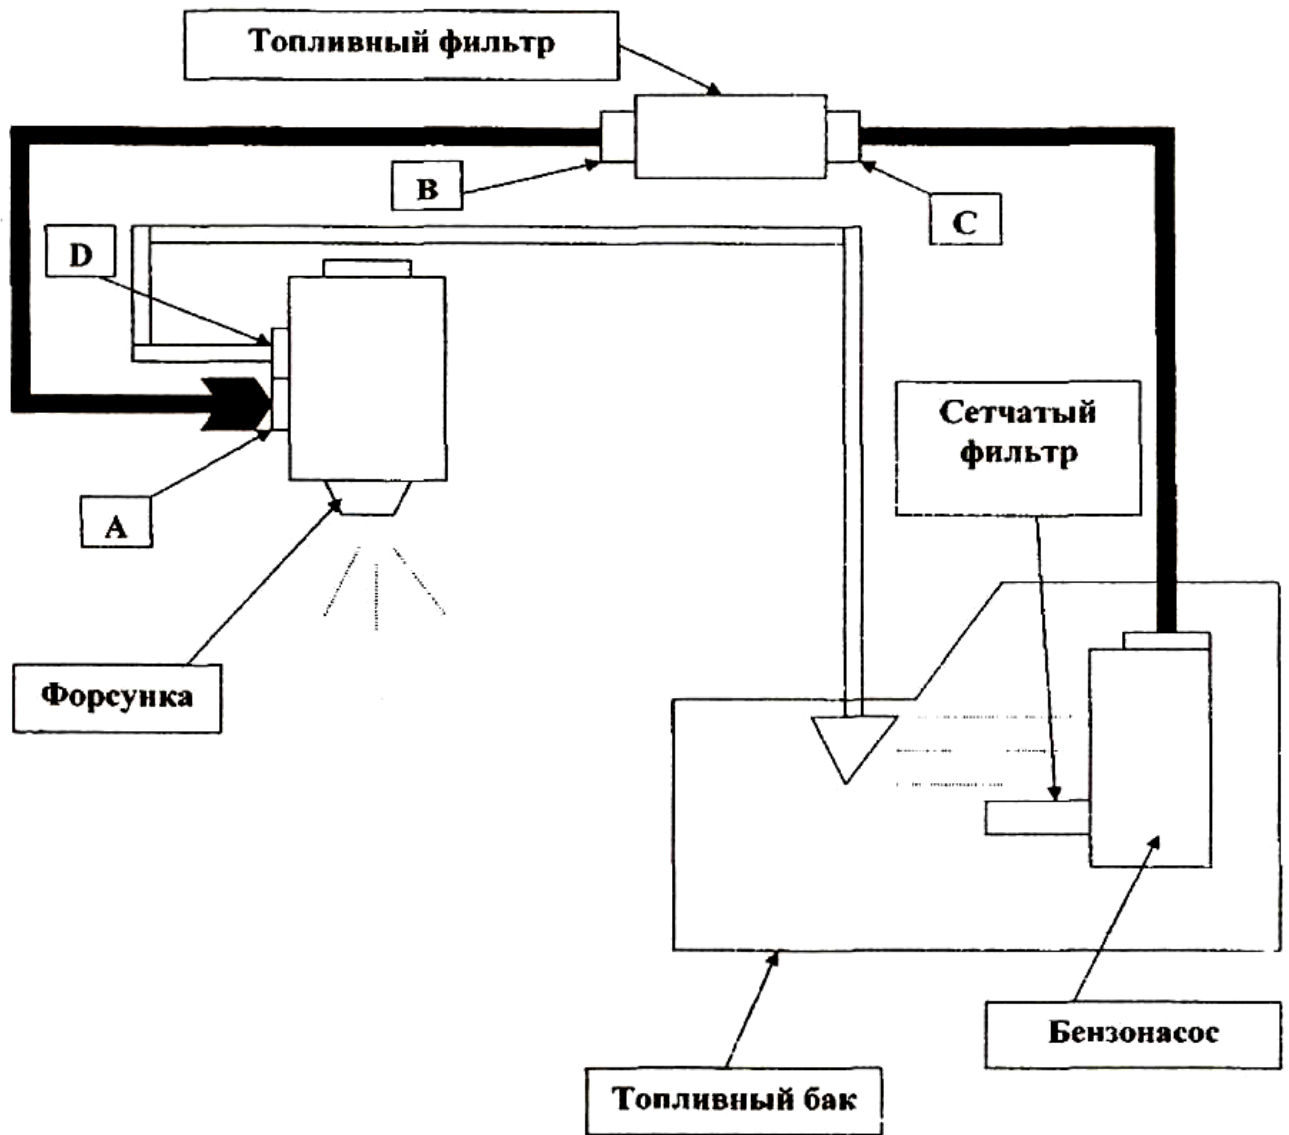 Топливный фильтр
B
C
D
Сетчатый
фильтр
A
Форсунка
Бензонасос
Топливный бак